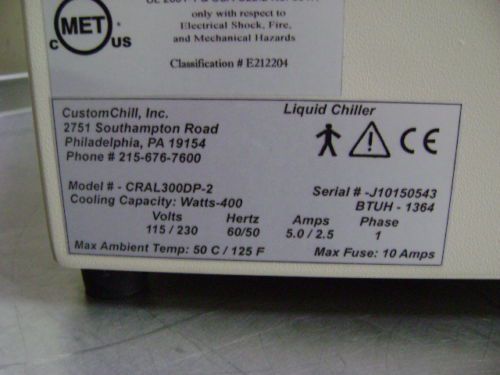 only with respect to
Electrical Shock, Fire,
and Mechanical Hazards
Classification # E212204
C MET US
CustomChill, Inc.
2751 Southampton Road
Philadelphia, PA 19154
Phone # 215-676-7600
Liquid Chiller
CE
Model # - CRAL300DP-2
Serial # -J10150543
Cooling Capacity: Watts-400
BTUH - 1364
Volts Hertz Amps Phase
115 / 230 60/50 5.0 / 2.5 1
Max Ambient Temp: 50 C / 125 F
Max Fuse: 10 Amps